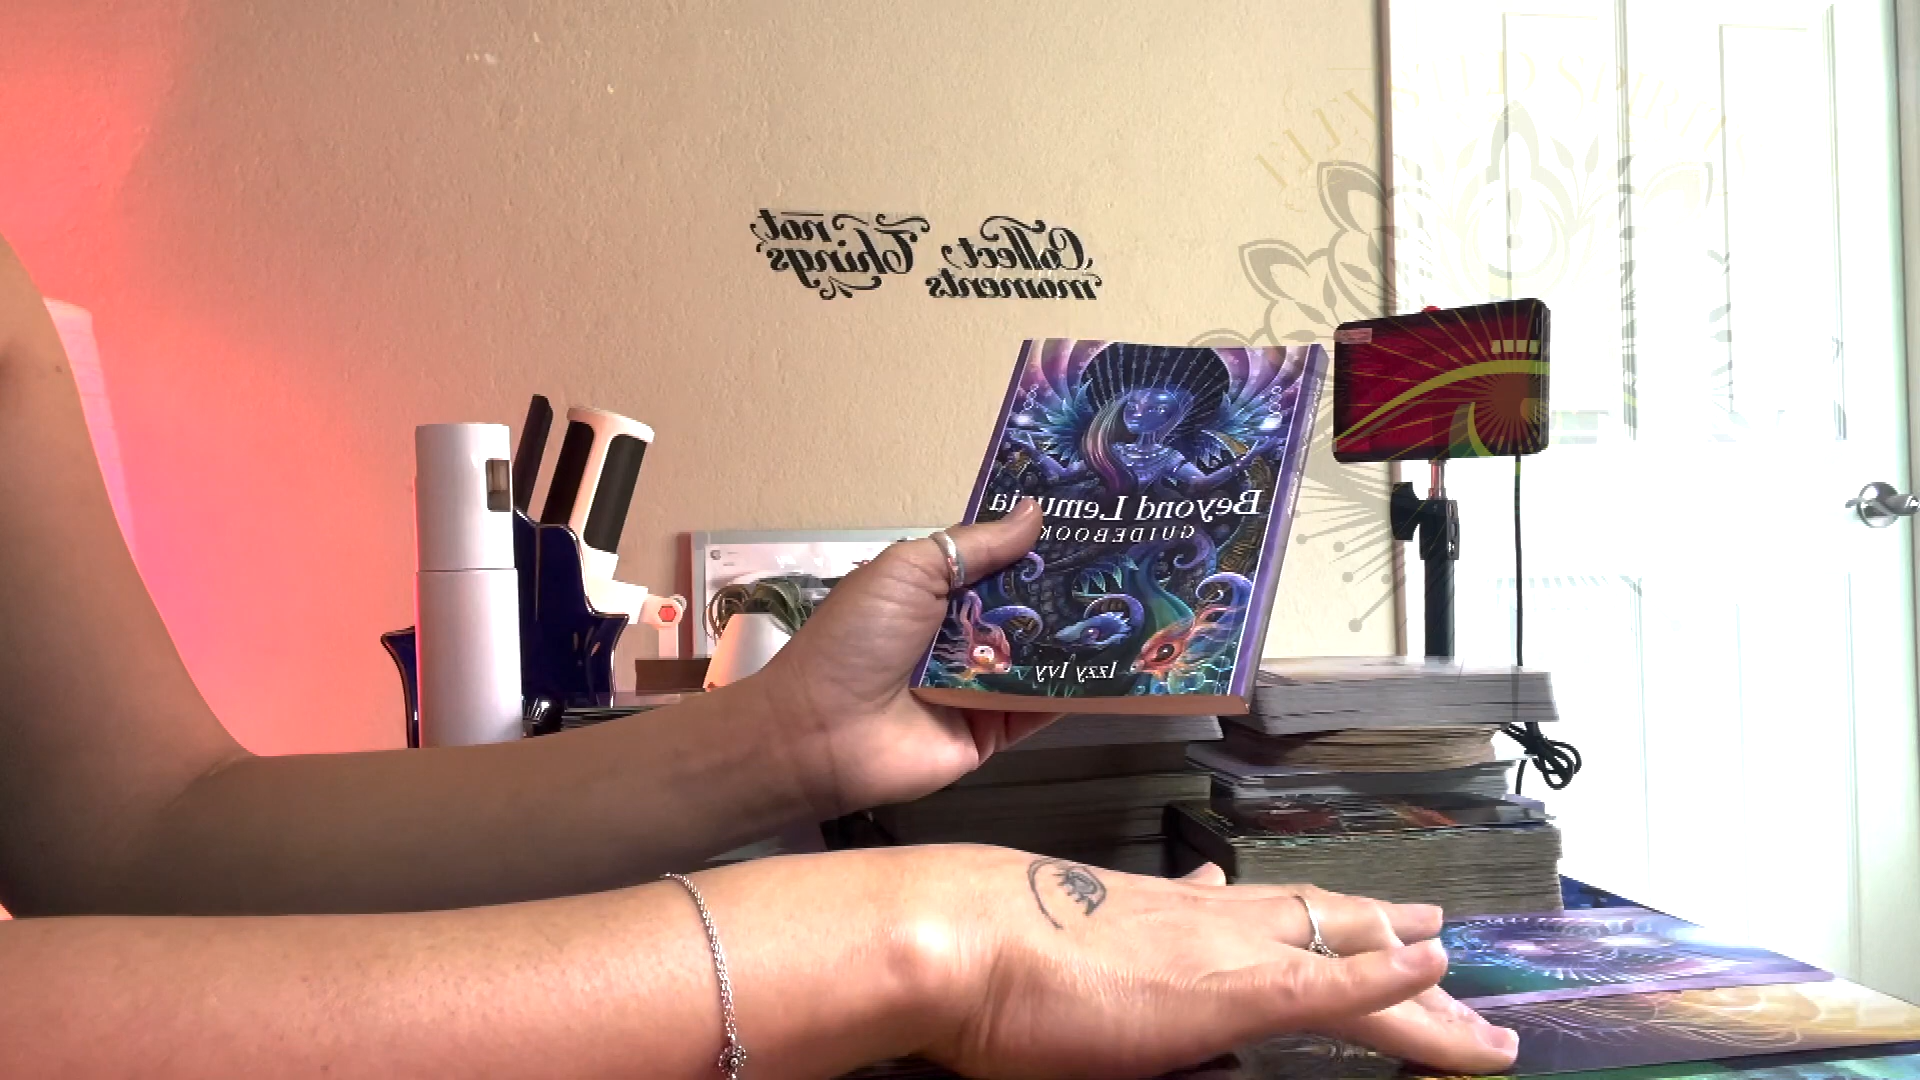 Collect
moments
not
Things
Beyond Lemuria
GUIDEBOOK
Izzy Ivy